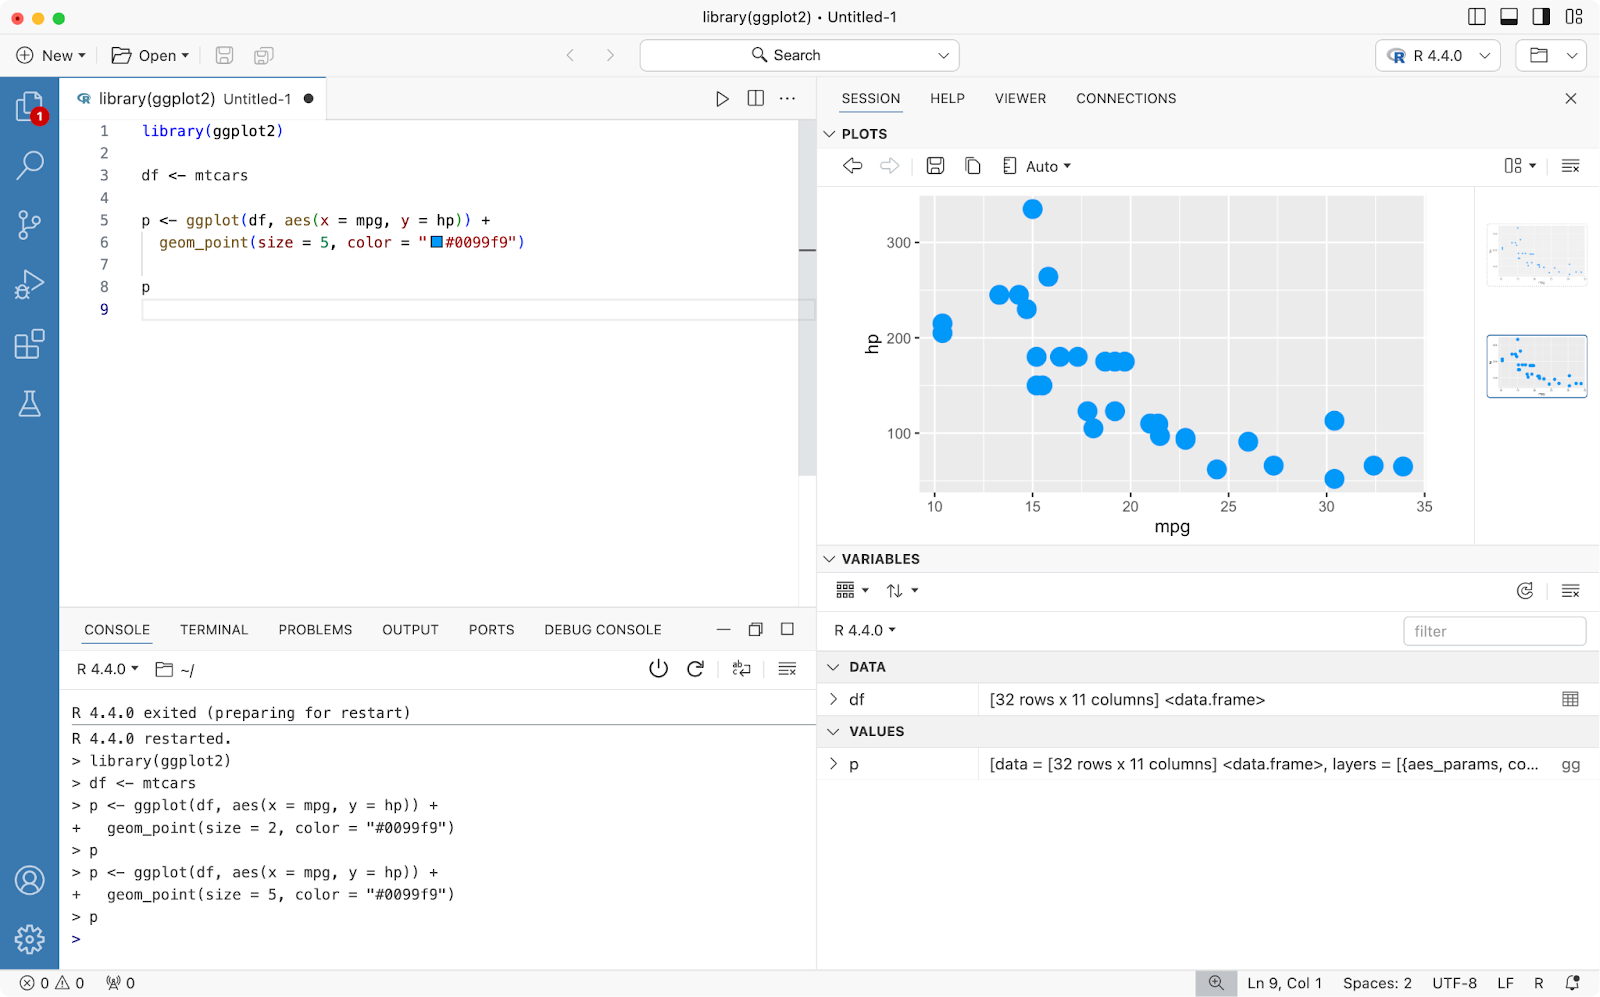 library(ggplot2) • Untitled-1
New
Open
Search
R 4.4.0
1
library(ggplot2) Untitled-1
1 library(ggplot2)
2
3 df <- mtcars
4
5 p <- ggplot(df, aes(x = mpg, y = hp)) +
6 geom_point(size = 5, color = "#0099f9")
7
8 p
9
SESSION HELP VIEWER CONNECTIONS
PLOTS
Auto
300
200
100
hp
10 15 20 25 30 35
mpg
VARIABLES
R 4.4.0
filter
DATA
df [32 rows x 11 columns] <data.frame>
VALUES
p [data = [32 rows x 11 columns] <data.frame>, layers = [{aes_params, co... gg
CONSOLE TERMINAL PROBLEMS OUTPUT PORTS DEBUG CONSOLE
R 4.4.0 ~/
R 4.4.0 exited (preparing for restart)
R 4.4.0 restarted.
> library(ggplot2)
> df <- mtcars
> p <- ggplot(df, aes(x = mpg, y = hp)) +
+ geom_point(size = 2, color = "#0099f9")
> p
> p <- ggplot(df, aes(x = mpg, y = hp)) +
+ geom_point(size = 5, color = "#0099f9")
> p
>
0 0 0
Ln 9, Col 1 Spaces: 2 UTF-8 LF R